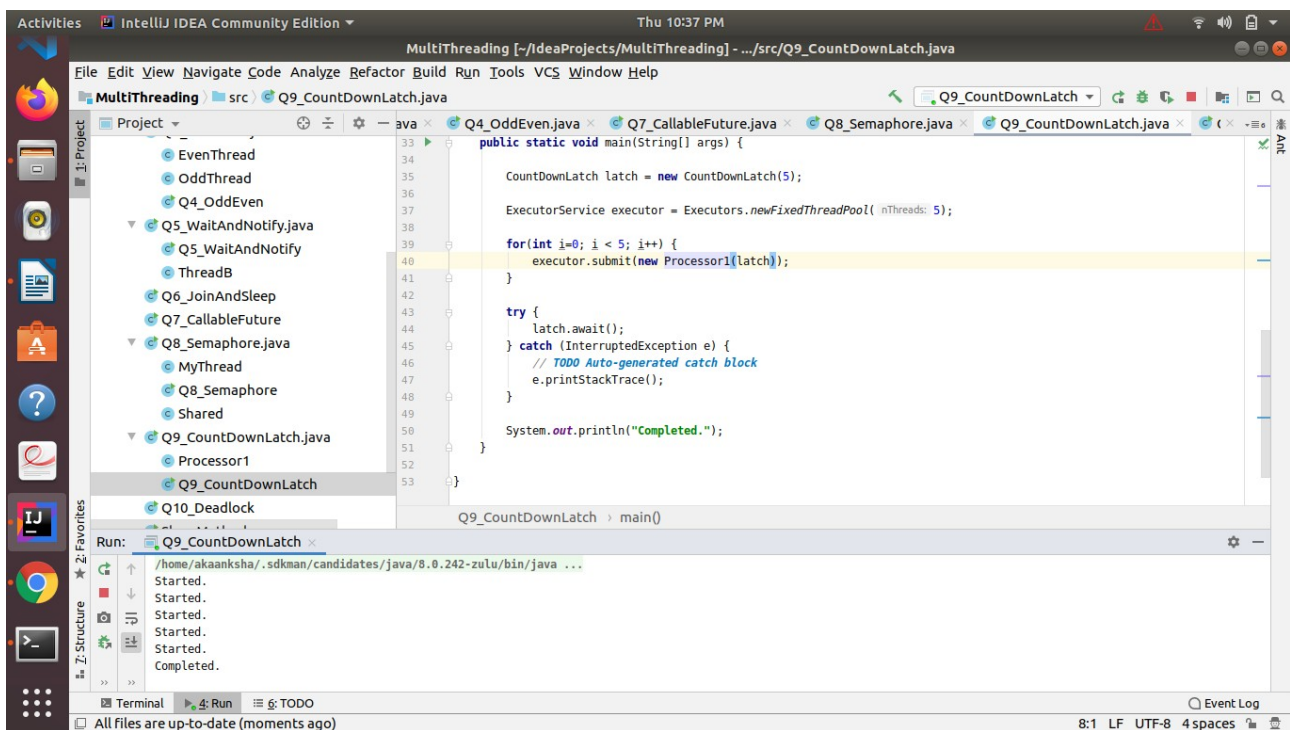 Activities IntelliJ IDEA Community Edition Thu 10:37 PM
MultiThreading [~/IdeaProjects/MultiThreading] - .../src/Q9_CountDownLatch.java
File Edit View Navigate Code Analyze Refactor Build Run Tools VCS Window Help
MultiThreading src Q9_CountDownLatch.java Q9_CountDownLatch
1: Project
Project
ava Q4_OddEven.java Q7_CallableFuture.java Q8_Semaphore.java Q9_CountDownLatch.java
Ant
EvenThread
OddThread
Q4_OddEven
Q5_WaitAndNotify.java
Q5_WaitAndNotify
ThreadB
Q6_JoinAndSleep
Q7_CallableFuture
Q8_Semaphore.java
MyThread
Q8_Semaphore
Shared
Q9_CountDownLatch.java
Processor1
Q9_CountDownLatch
Q10_Deadlock
33 public static void main(String[] args) {
34
35 CountDownLatch latch = new CountDownLatch(5);
36
37 ExecutorService executor = Executors.newFixedThreadPool( nThreads: 5);
38
39 for(int i=0; i < 5; i++) {
40 executor.submit(new Processor1(latch));
41 }
42
43 try {
44 latch.await();
45 } catch (InterruptedException e) {
46 // TODO Auto-generated catch block
47 e.printStackTrace();
48 }
49
50 System.out.println("Completed.");
51 }
52
53 }
Q9_CountDownLatch › main()
2: Favorites
7: Structure
Run: Q9_CountDownLatch
/home/akaanksha/.sdkman/candidates/java/8.0.242-zulu/bin/java ...
Started.
Started.
Started.
Started.
Started.
Completed.
Terminal 4: Run 6: TODO Event Log
All files are up-to-date (moments ago) 8:1 LF UTF-8 4 spaces